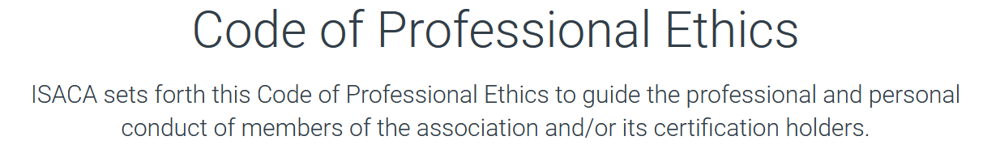 Code of Professional Ethics
ISACA sets forth this Code of Professional Ethics to guide the professional and personal
conduct of members of the association and/or its certification holders.